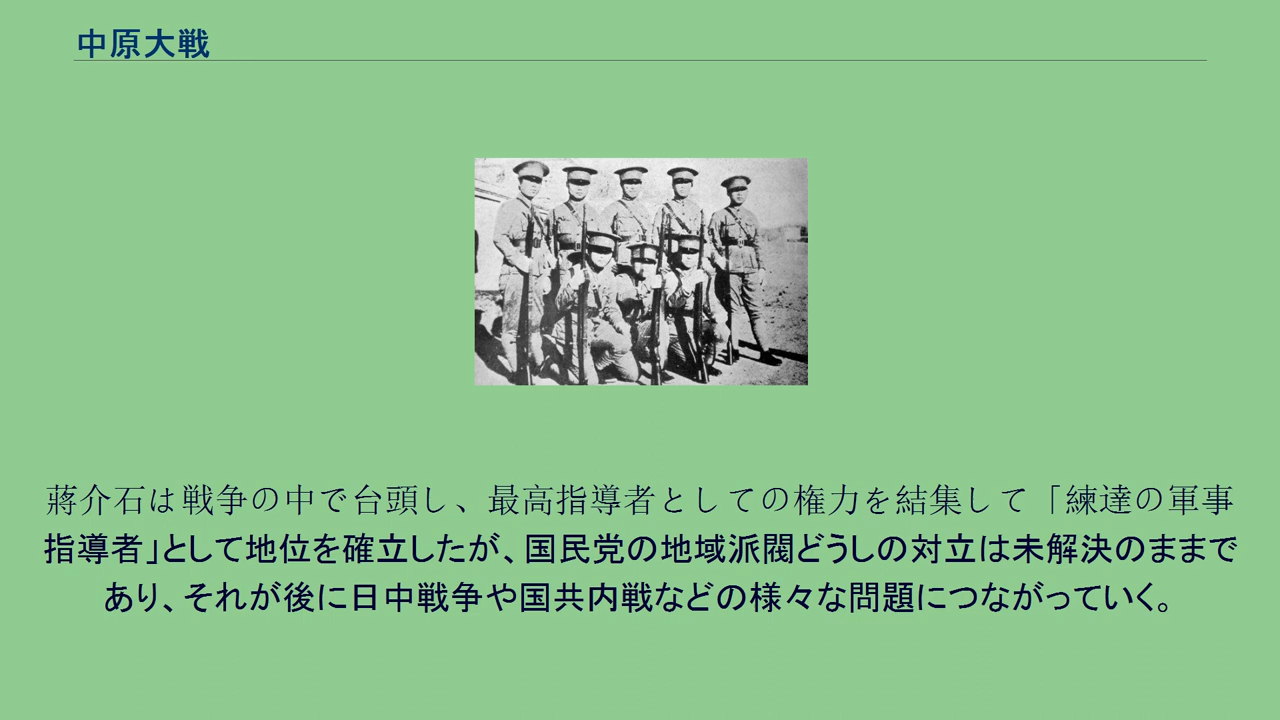 中原大戦
蔣介石は戦争の中で台頭し、最高指導者としての権力を結集して「練達の軍事
指導者」として地位を確立したが、国民党の地域派閥どうしの対立は未解決のままで
あり、それが後に日中戦争や国共内戦などの様々な問題につながっていく。